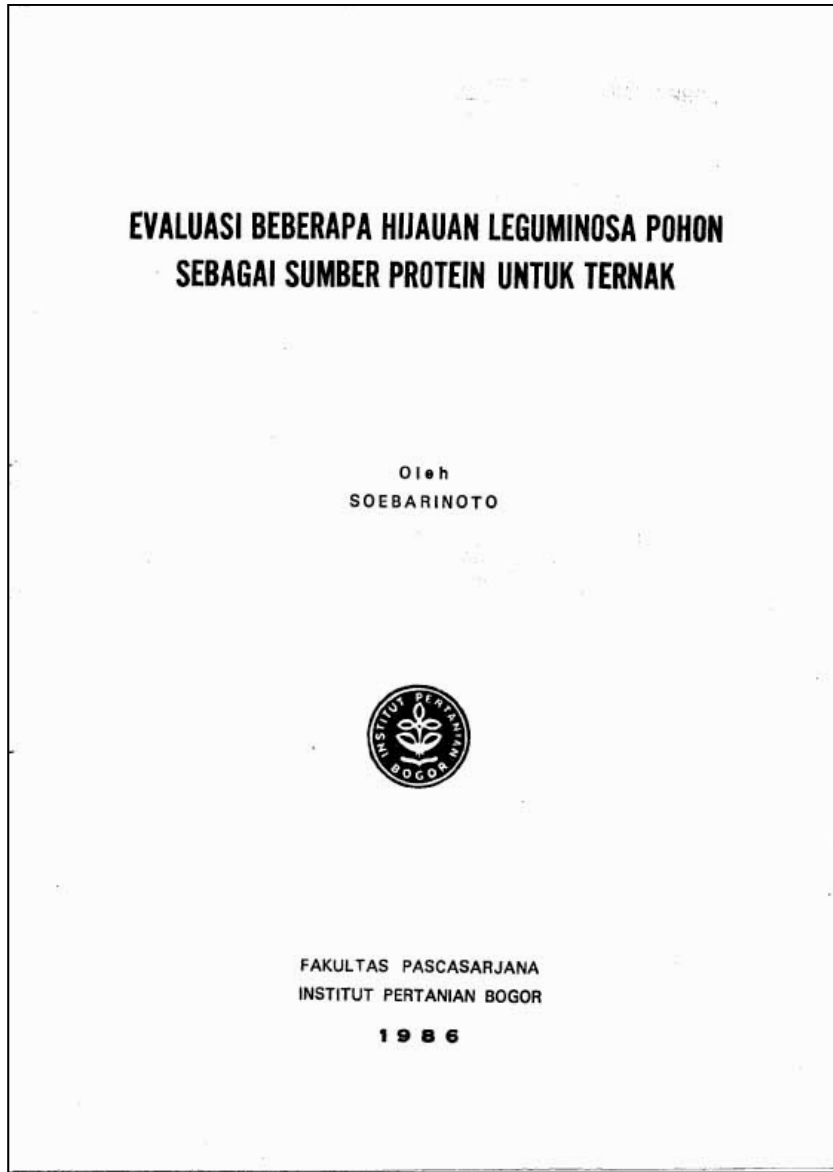 EVALUASI BEBERAPA HIJAUAN LEGUMINOSA POHON
SEBAGAI SUMBER PROTEIN UNTUK TERNAK
Oleh
SOEBARINOTO
INSTITUT PERTANIAN
BOGOR
FAKULTAS PASCASARJANA
INSTITUT PERTANIAN BOGOR
1986